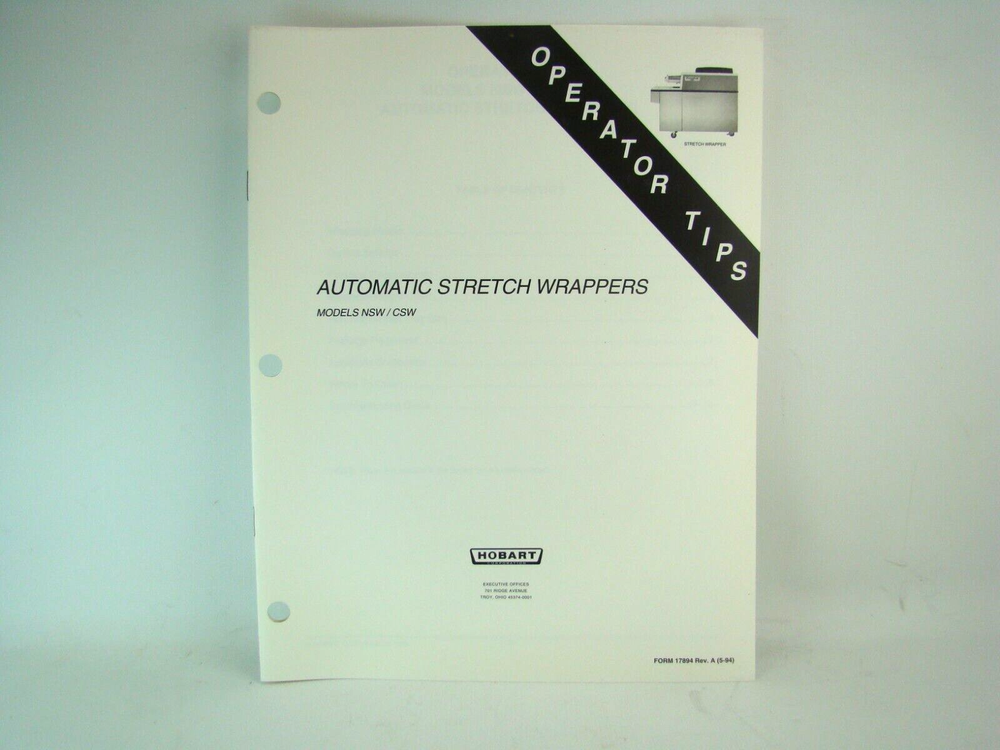 OPERATOR TIPS
STRETCH WRAPPER
AUTOMATIC STRETCH WRAPPERS
MODELS NSW / CSW
HOBART
CORPORATION
EXECUTIVE OFFICES
701 RIDGE AVENUE
TROY, OHIO 45374-0001
FORM 17894 Rev. A (5-94)